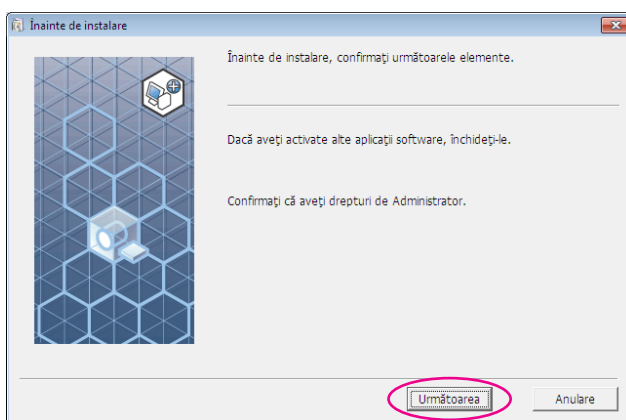 Înainte de instalare
Înainte de instalare, confirmați următoarele elemente.
Dacă aveți activate alte aplicații software, închideți-le.
Confirmați că aveți drepturi de Administrator.
Următoarea
Anulare